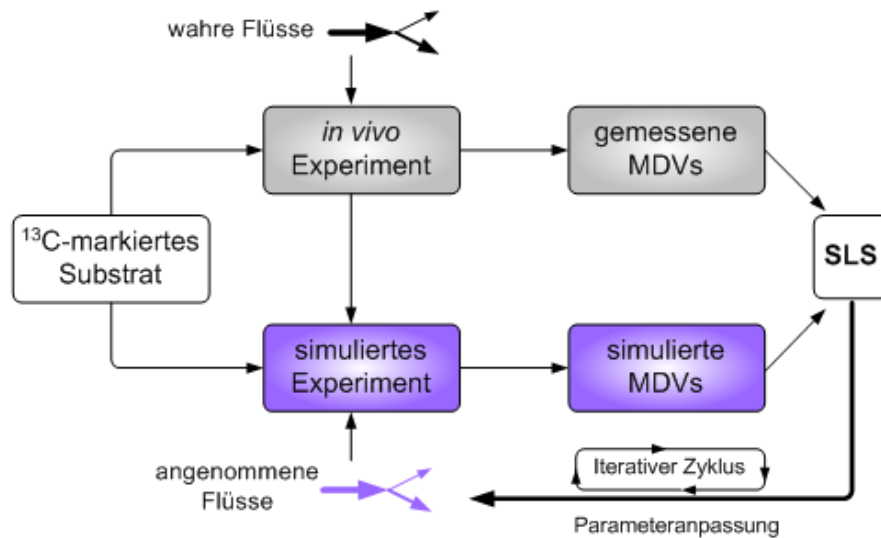 wahre Flüsse
in vivo
Experiment
gemessene
MDVs
¹³C-markiertes
Substrat
SLS
simuliertes
Experiment
simulierte
MDVs
angenommene
Flüsse
Iterativer Zyklus
Parameteranpassung